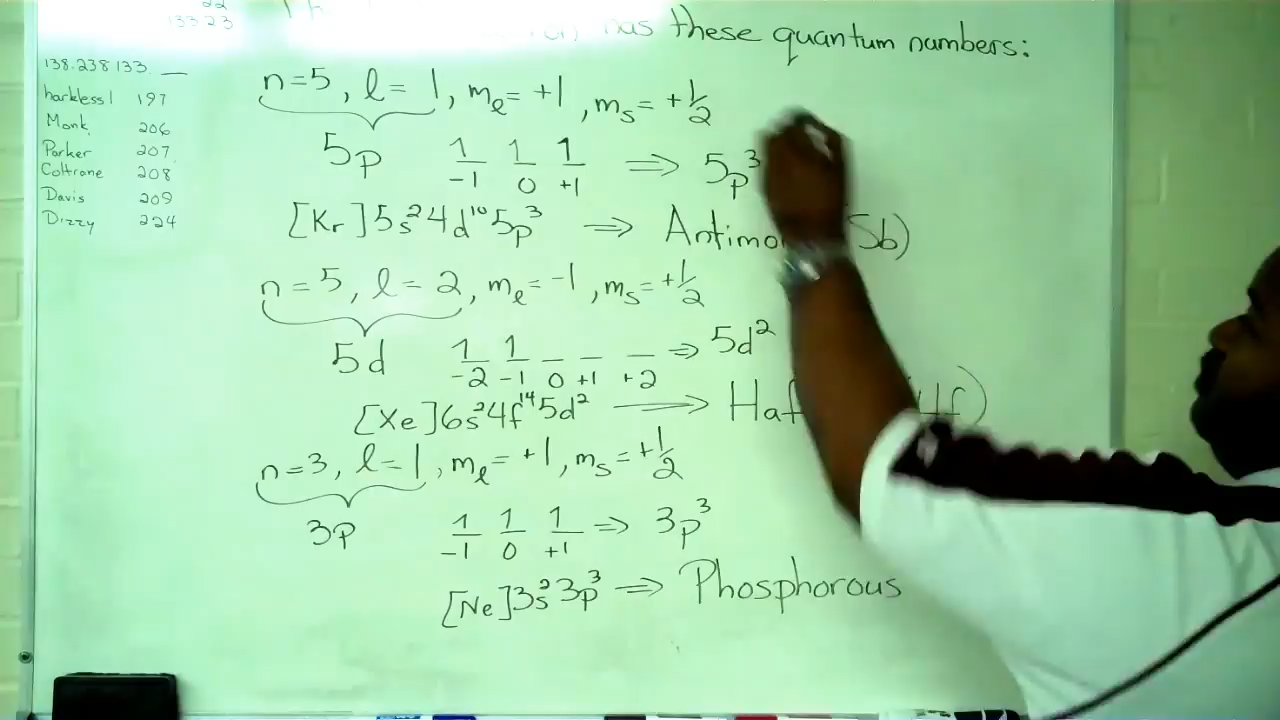 13323
has these quantum numbers:
138.238 133. __
harkless1 197
Monk 206
Parker 207
Coltrane 208
Davis 209
Dizzy 224
n=5, l=1, mₗ=+1, mₛ=+1/2
5p 1 1 1 ⇒ 5p³
-1 0 +1
[Kr]5s²4d¹⁰5p³ ⇒ Antimo Sb)
n=5, l=2, mₗ=-1, mₛ=+1/2
5d 1 1 _ _ _ ⇒ 5d²
-2 -1 0 +1 +2
[Xe]6s²4f¹⁴5d² → Haf Hf)
n=3, l=1, mₗ=+1, mₛ=+1/2
3p 1 1 1 ⇒ 3p³
-1 0 +1
[Ne]3s²3p³ ⇒ Phosphorous